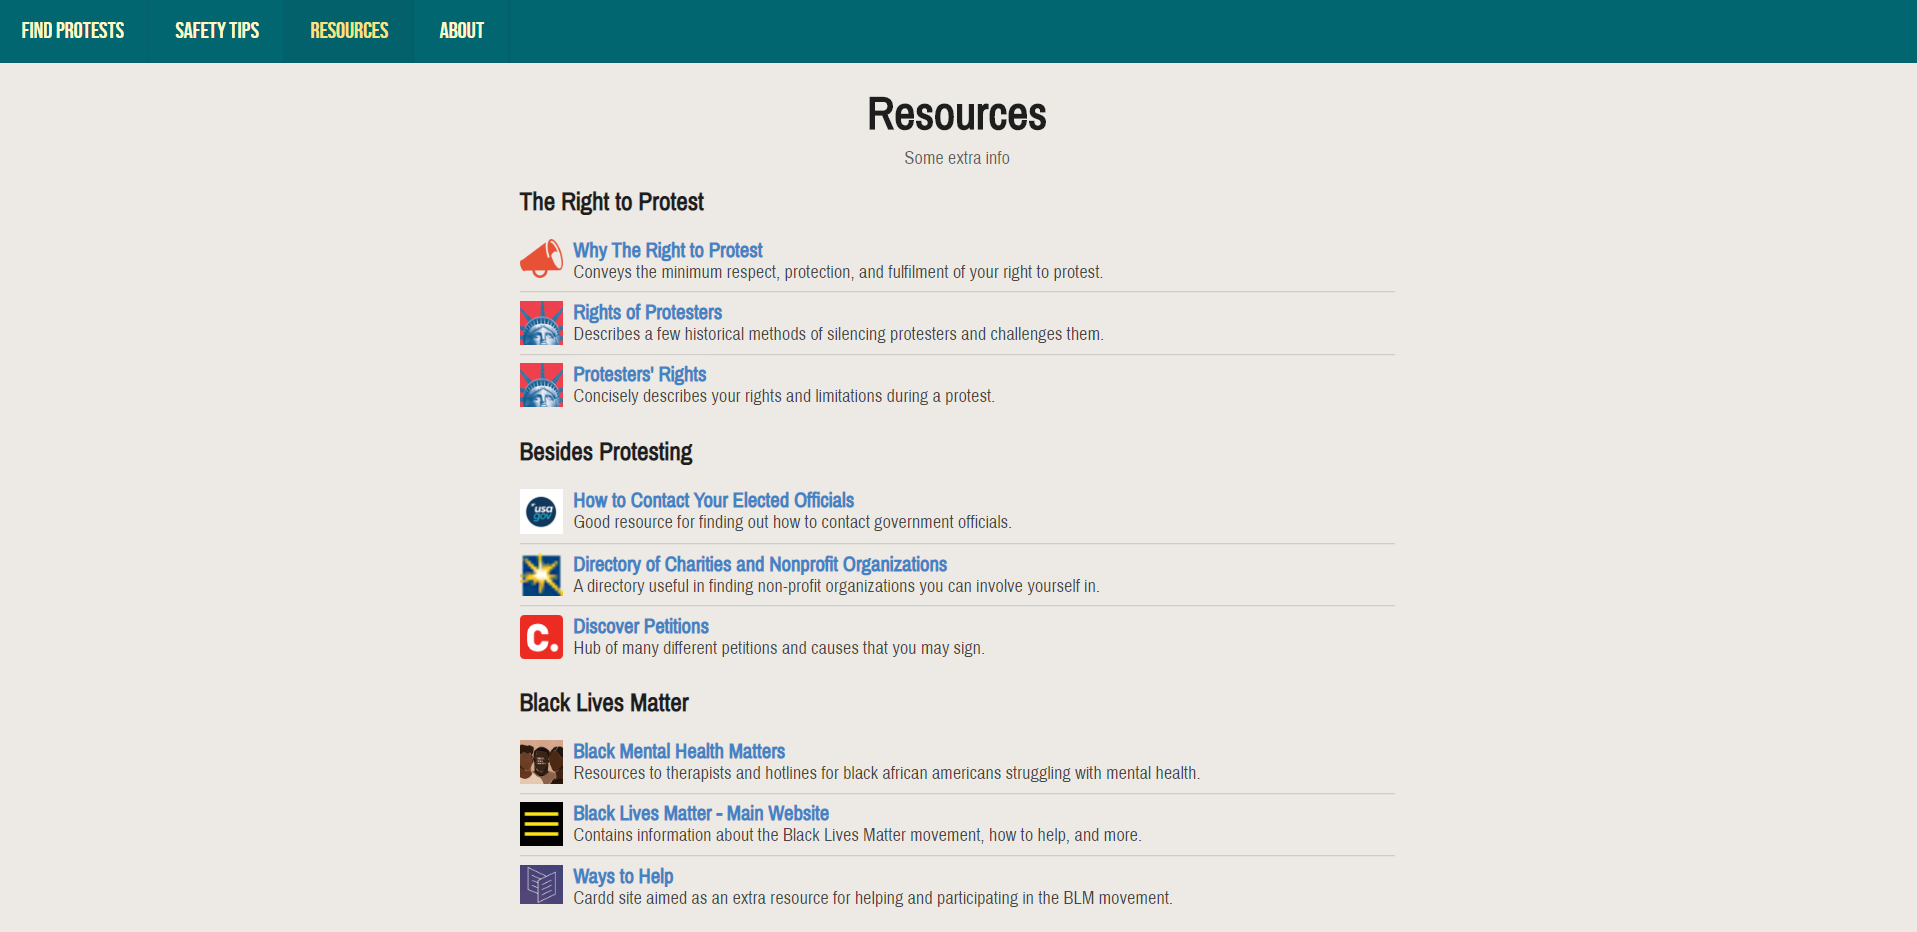 FIND PROTESTS SAFETY TIPS RESOURCES ABOUT
Resources
Some extra info
The Right to Protest
Why The Right to Protest
Conveys the minimum respect, protection, and fulfilment of your right to protest.
Rights of Protesters
Describes a few historical methods of silencing protesters and challenges them.
Protesters' Rights
Concisely describes your rights and limitations during a protest.
Besides Protesting
usa
gov
How to Contact Your Elected Officials
Good resource for finding out how to contact government officials.
Directory of Charities and Nonprofit Organizations
A directory useful in finding non-profit organizations you can involve yourself in.
c.
Discover Petitions
Hub of many different petitions and causes that you may sign.
Black Lives Matter
Black Mental Health Matters
Resources to therapists and hotlines for black african americans struggling with mental health.
Black Lives Matter - Main Website
Contains information about the Black Lives Matter movement, how to help, and more.
Ways to Help
Cardd site aimed as an extra resource for helping and participating in the BLM movement.